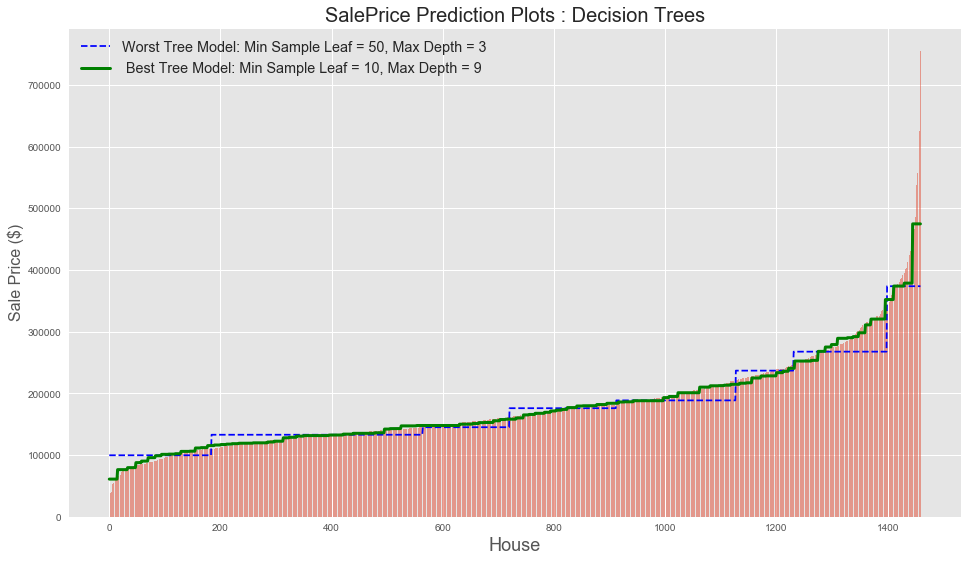 SalePrice Prediction Plots : Decision Trees
Worst Tree Model: Min Sample Leaf = 50, Max Depth = 3
Best Tree Model: Min Sample Leaf = 10, Max Depth = 9
700000
600000
500000
400000
300000
200000
100000
0
Sale Price ($)
0 200 400 600 800 1000 1200 1400
House